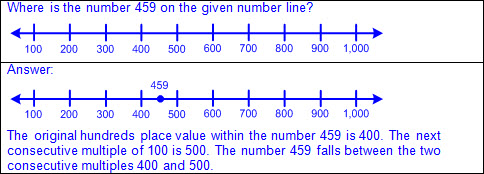 Where is the number 459 on the given number line?
100 200 300 400 500 600 700 800 900 1,000
Answer:
459
100 200 300 400 500 600 700 800 900 1,000
The original hundreds place value within the number 459 is 400. The next
consecutive multiple of 100 is 500. The number 459 falls between the two
consecutive multiples 400 and 500.